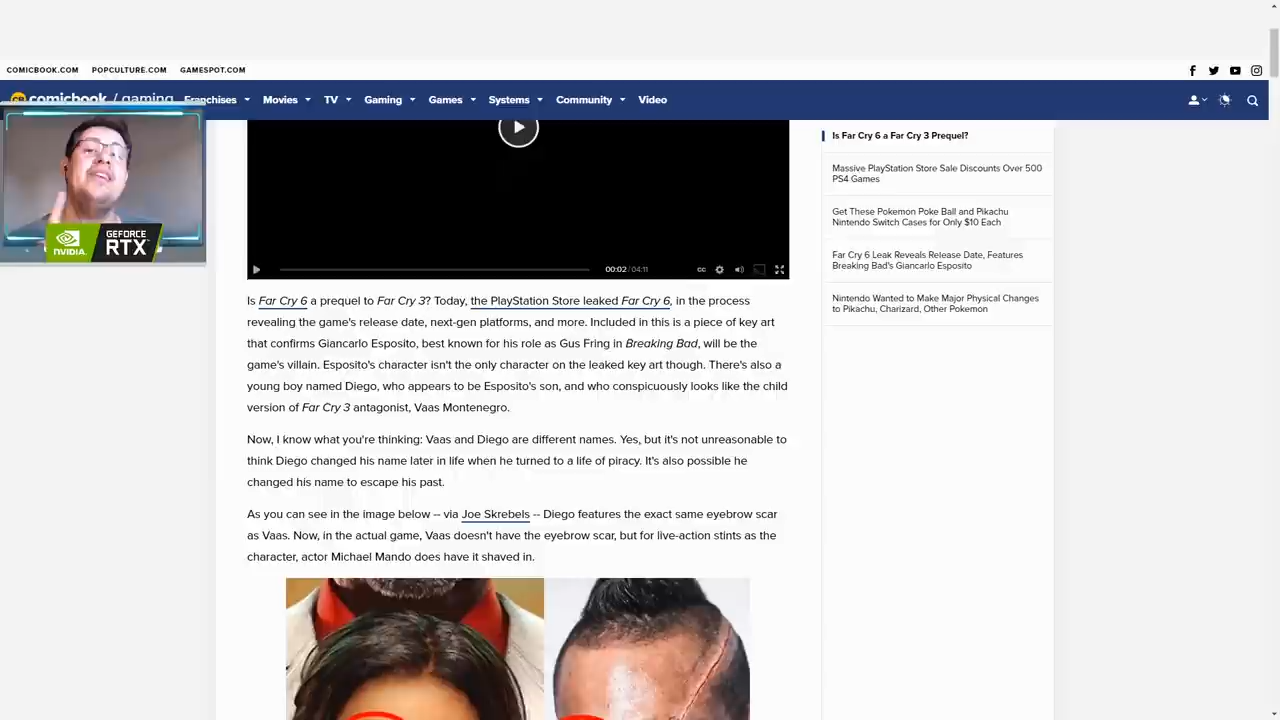 COMICBOOK.COM POPCULTURE.COM GAMESPOT.COM
comicbook / gaming Franchises Movies TV Gaming Games Systems Community Video
NVIDIA. GEFORCE
RTX
00:02 / 04:11
CC
Is Far Cry 6 a prequel to Far Cry 3? Today, the PlayStation Store leaked Far Cry 6, in the process
revealing the game's release date, next-gen platforms, and more. Included in this is a piece of key art
that confirms Giancarlo Esposito, best known for his role as Gus Fring in Breaking Bad, will be the
game's villain. Esposito's character isn't the only character on the leaked key art though. There's also a
young boy named Diego, who appears to be Esposito's son, and who conspicuously looks like the child
version of Far Cry 3 antagonist, Vaas Montenegro.
Now, I know what you're thinking: Vaas and Diego are different names. Yes, but it's not unreasonable to
think Diego changed his name later in life when he turned to a life of piracy. It's also possible he
changed his name to escape his past.
As you can see in the image below -- via Joe Skrebels -- Diego features the exact same eyebrow scar
as Vaas. Now, in the actual game, Vaas doesn't have the eyebrow scar, but for live-action stints as the
character, actor Michael Mando does have it shaved in.
Is Far Cry 6 a Far Cry 3 Prequel?
Massive PlayStation Store Sale Discounts Over 500
PS4 Games
Get These Pokemon Poke Ball and Pikachu
Nintendo Switch Cases for Only $10 Each
Far Cry 6 Leak Reveals Release Date, Features
Breaking Bad's Giancarlo Esposito
Nintendo Wanted to Make Major Physical Changes
to Pikachu, Charizard, Other Pokemon